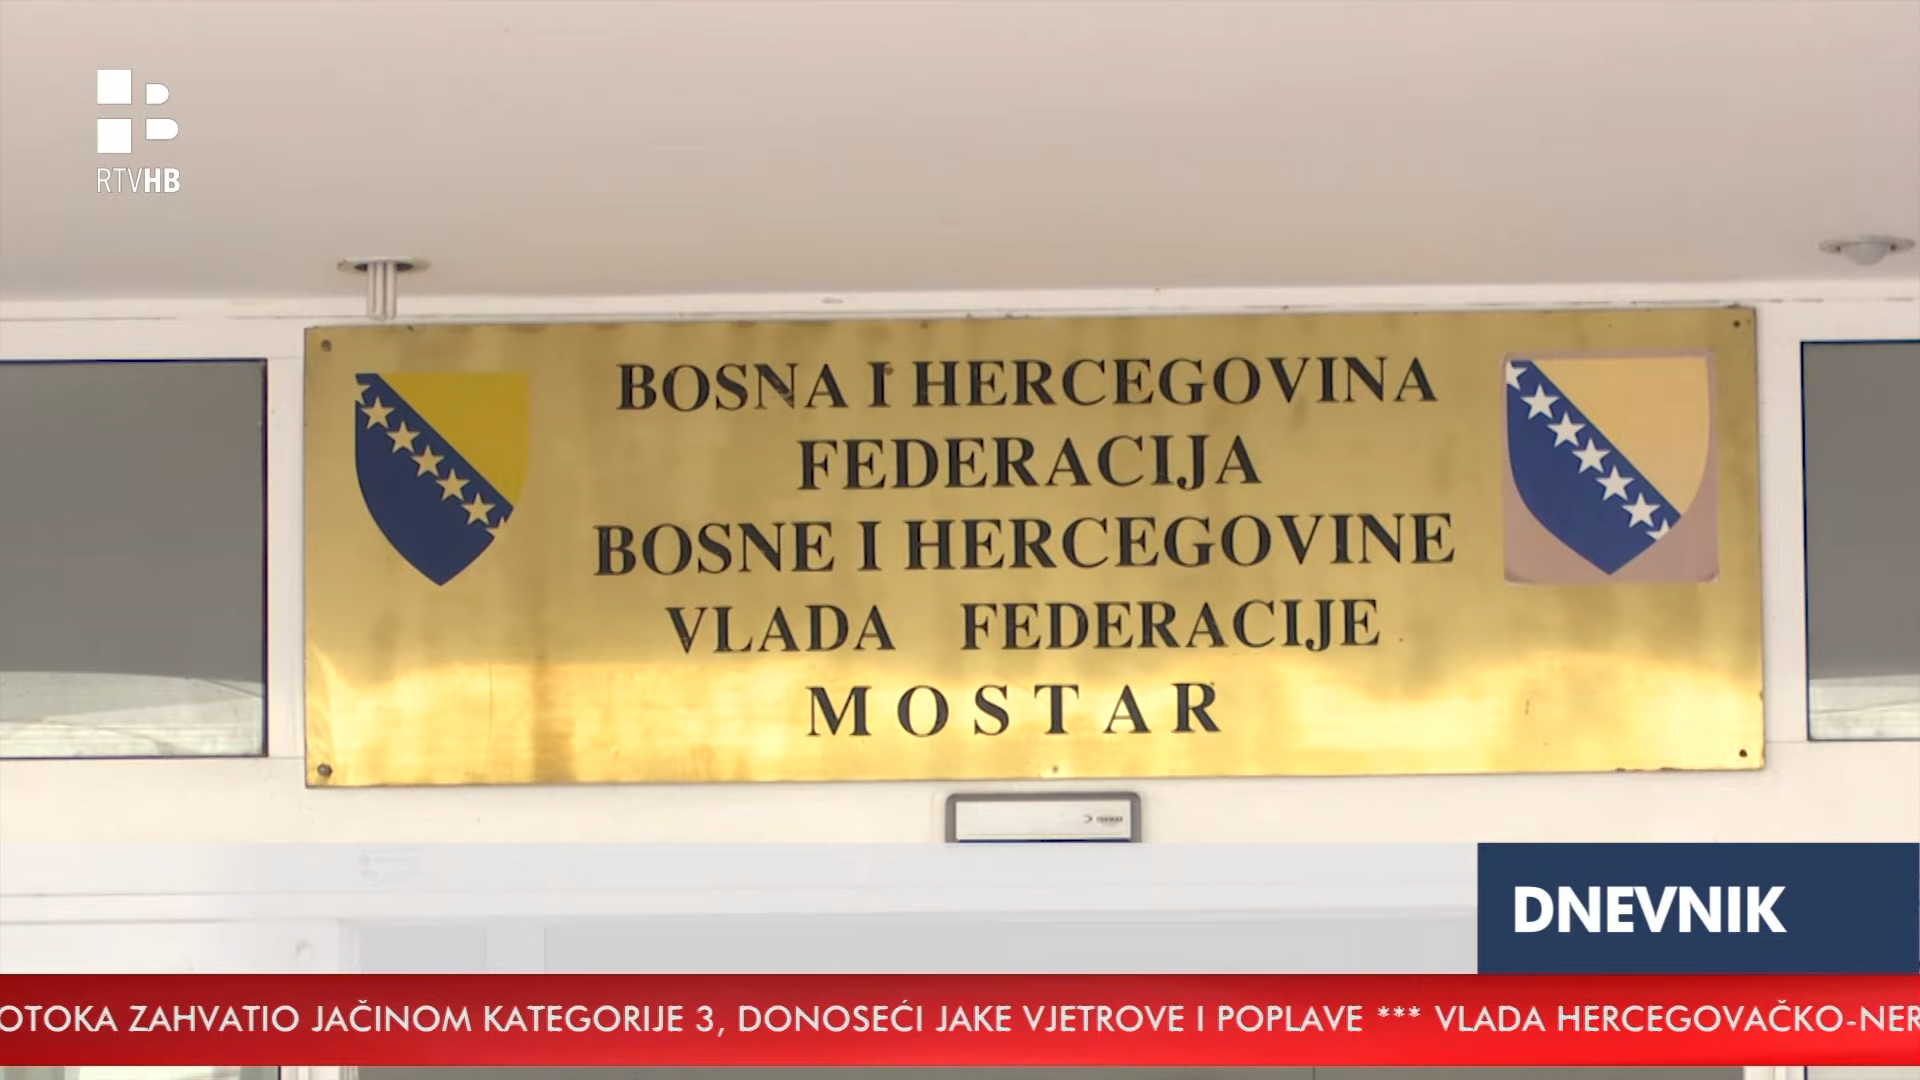 RTVHB
BOSNA I HERCEGOVINA
FEDERACIJA
BOSNE I HERCEGOVINE
VLADA FEDERACIJE
MOSTAR
DNEVNIK
OTOKA ZAHVATIO JAČINOM KATEGORIJE 3, DONOSEĆI JAKE VJETROVE I POPLAVE *** VLADA HERCEGOVAČKO-NER